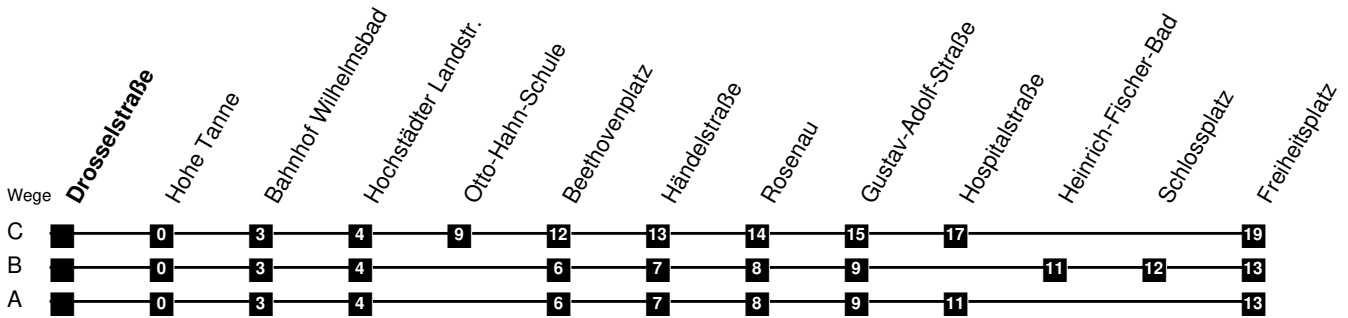 Drosselstraße
Hohe Tanne
Bahnhof Wilhelmsbad
Hochstädter Landstr.
Otto-Hahn-Schule
Beethovenplatz
Händelstraße
Rosenau
Gustav-Adolf-Straße
Hospitalstraße
Heinrich-Fischer-Bad
Schlossplatz
Freiheitsplatz
Wege
C 0 3 4 9 12 13 14 15 17 19
B 0 3 4 6 7 8 9 11 12 13
A 0 3 4 6 7 8 9 11 13